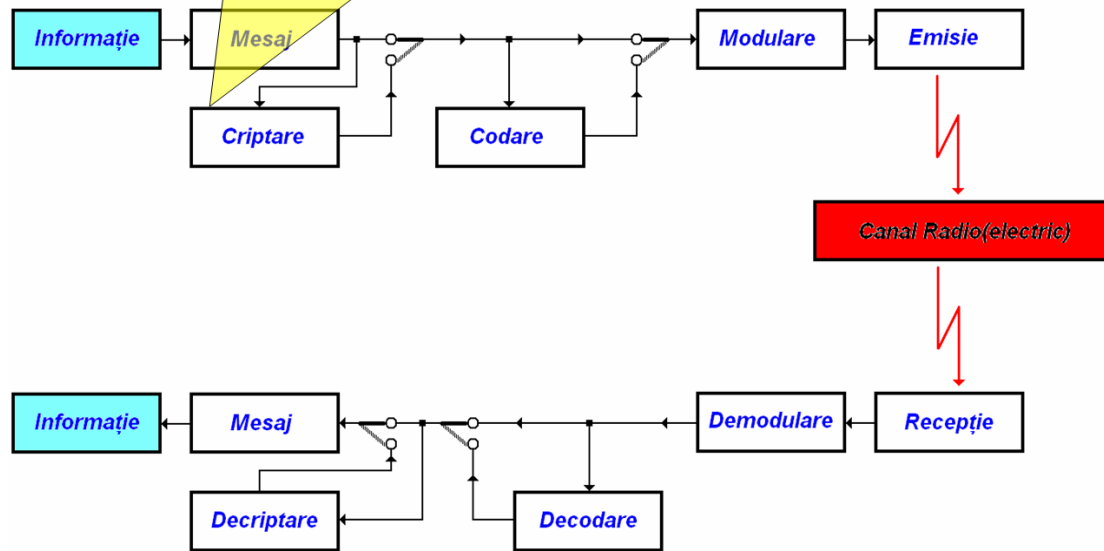 Informație
Mesaj
Modulare
Emisie
Criptare
Codare
Canal Radio(electric)
Informație
Mesaj
Demodulare
Recepție
Decriptare
Decodare